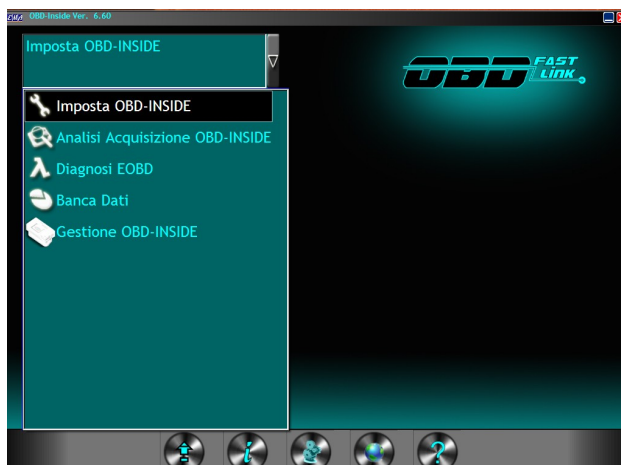 OBD-Inside Ver. 6.60
Imposta OBD-INSIDE
OBD FAST
Link
Imposta OBD-INSIDE
Analisi Acquisizione OBD-INSIDE
λ Diagnosi EOBD
Banca Dati
Gestione OBD-INSIDE
i
?